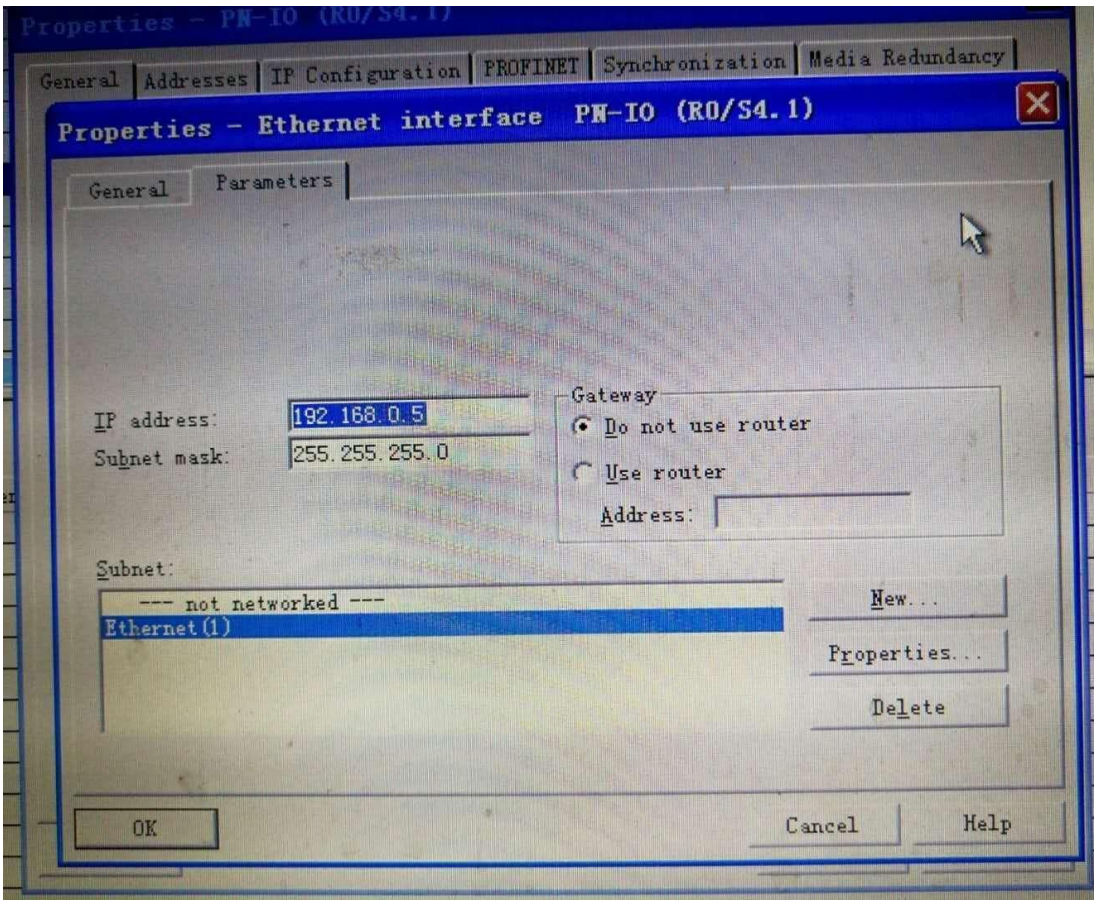 Properties - PN-IO (R0/S4.1)
General Addresses IP Configuration PROFINET Synchronization Media Redundancy
Properties - Ethernet interface PN-IO (R0/S4.1)
General Parameters
IP address: 192.168.0.5
Subnet mask: 255.255.255.0
Gateway
Do not use router
Use router
Address:
Subnet:
--- not networked ---
Ethernet(1)
New...
Properties...
Delete
OK Cancel Help